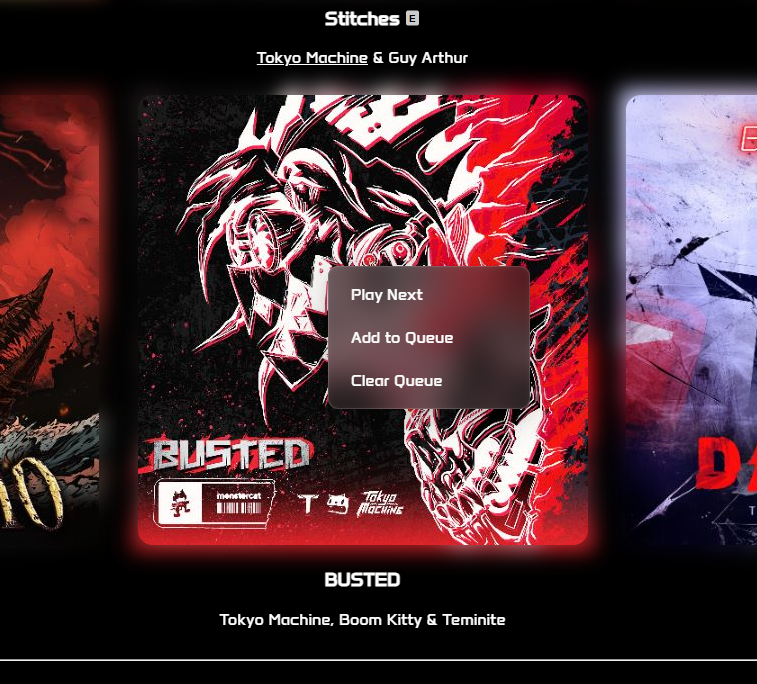 Stitches E
Tokyo Machine & Guy Arthur
Play Next
Add to Queue
Clear Queue
BUSTED
monstercat
Tokyo
Machine
BUSTED
Tokyo Machine, Boom Kitty & Teminite